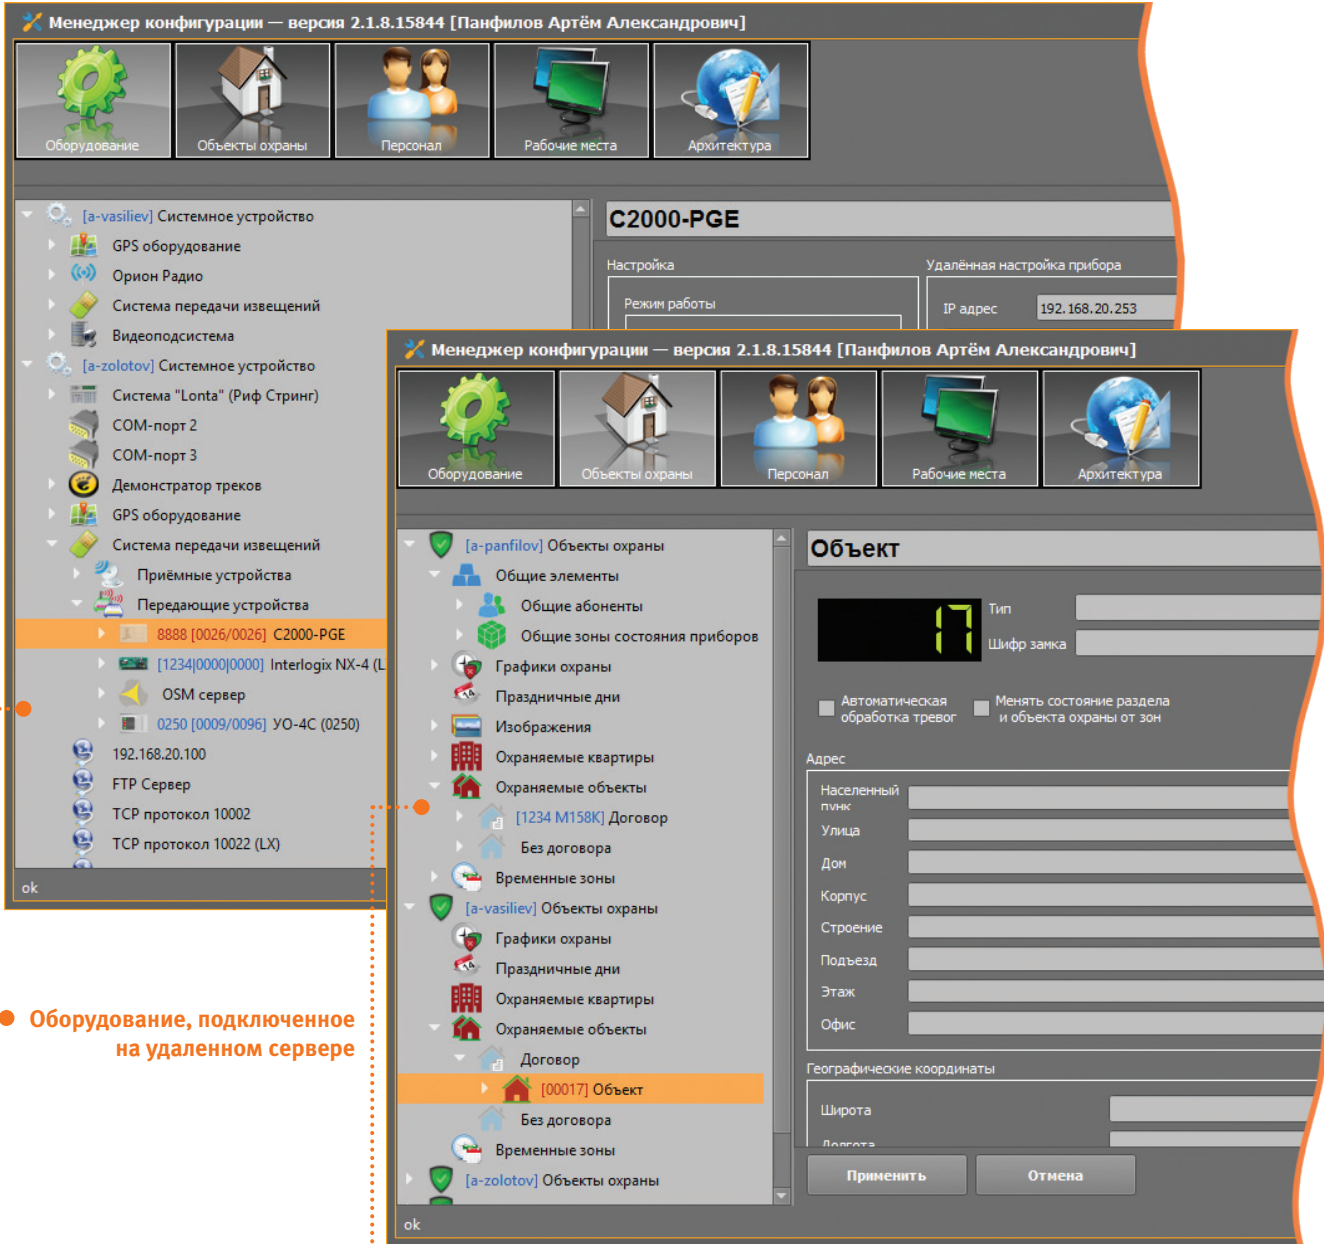 Менеджер конфигурации — версия 2.1.8.15844 [Панфилов Артём Александрович]
Оборудование
Объекты охраны
Персонал
Рабочие места
Архитектура
[a-vasiliev] Системное устройство
GPS оборудование
Орион Радио
Система передачи извещений
Видеоподсистема
[a-zolotov] Системное устройство
Система "Lonta" (Риф Стринг)
COM-порт 2
COM-порт 3
Демонстратор треков
GPS оборудование
Система передачи извещений
Приёмные устройства
Передающие устройства
8888 [0026/0026] C2000-PGE
[1234|0000|0000] Interlogix NX-4 (L
OSM сервер
0250 [0009/0096] УО-4С (0250)
192.168.20.100
FTP Сервер
TCP протокол 10002
TCP протокол 10022 (LX)
ok
C2000-PGE
Настройка
Режим работы
Удалённая настройка прибора
IP адрес
192.168.20.253
Менеджер конфигурации — версия 2.1.8.15844 [Панфилов Артём Александрович]
Оборудование
Объекты охраны
Персонал
Рабочие места
Архитектура
[a-panfilov] Объекты охраны
Общие элементы
Общие абоненты
Общие зоны состояния приборов
Графики охраны
Праздничные дни
Изображения
Охраняемые квартиры
Охраняемые объекты
[1234 M158K] Договор
Без договора
Временные зоны
[a-vasiliev] Объекты охраны
Графики охраны
Праздничные дни
Охраняемые квартиры
Охраняемые объекты
Договор
[00017] Объект
Без договора
Временные зоны
[a-zolotov] Объекты охраны
ok
Объект
17
Тип
Шифр замка
Автоматическая
обработка тревог
Менять состояние раздела
и объекта охраны от зон
Адрес
Населенный
пунк
Улица
Дом
Корпус
Строение
Подъезд
Этаж
Офис
Географические координаты
Широта
Долгота
Применить
Отмена
Оборудование, подключенное
на удаленном сервере